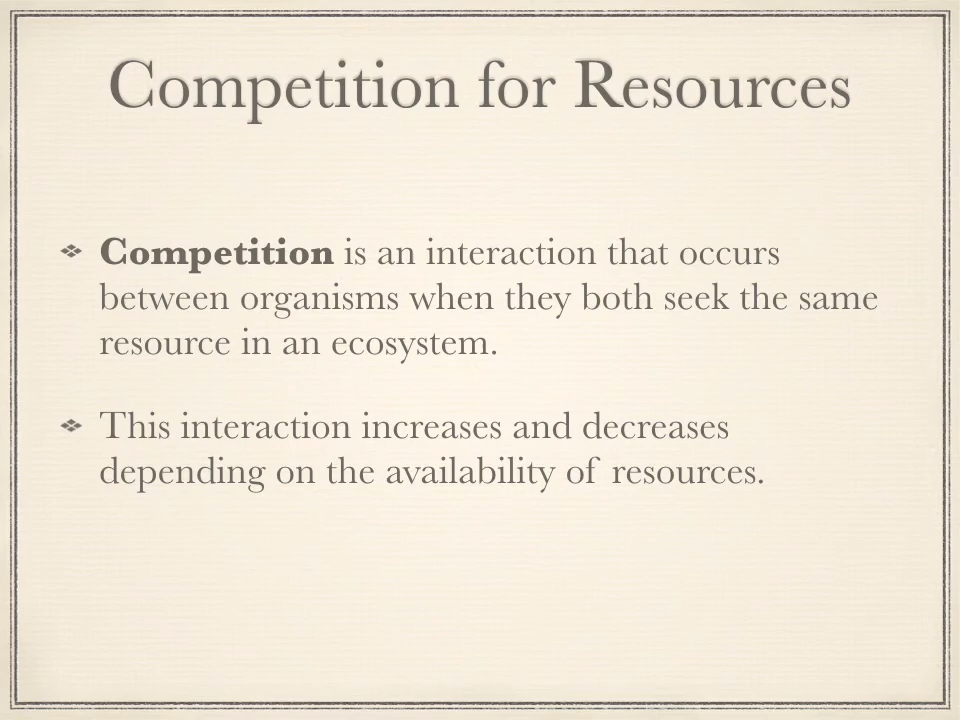 Competition for Resources
Competition is an interaction that occurs
between organisms when they both seek the same
resource in an ecosystem.
This interaction increases and decreases
depending on the availability of resources.